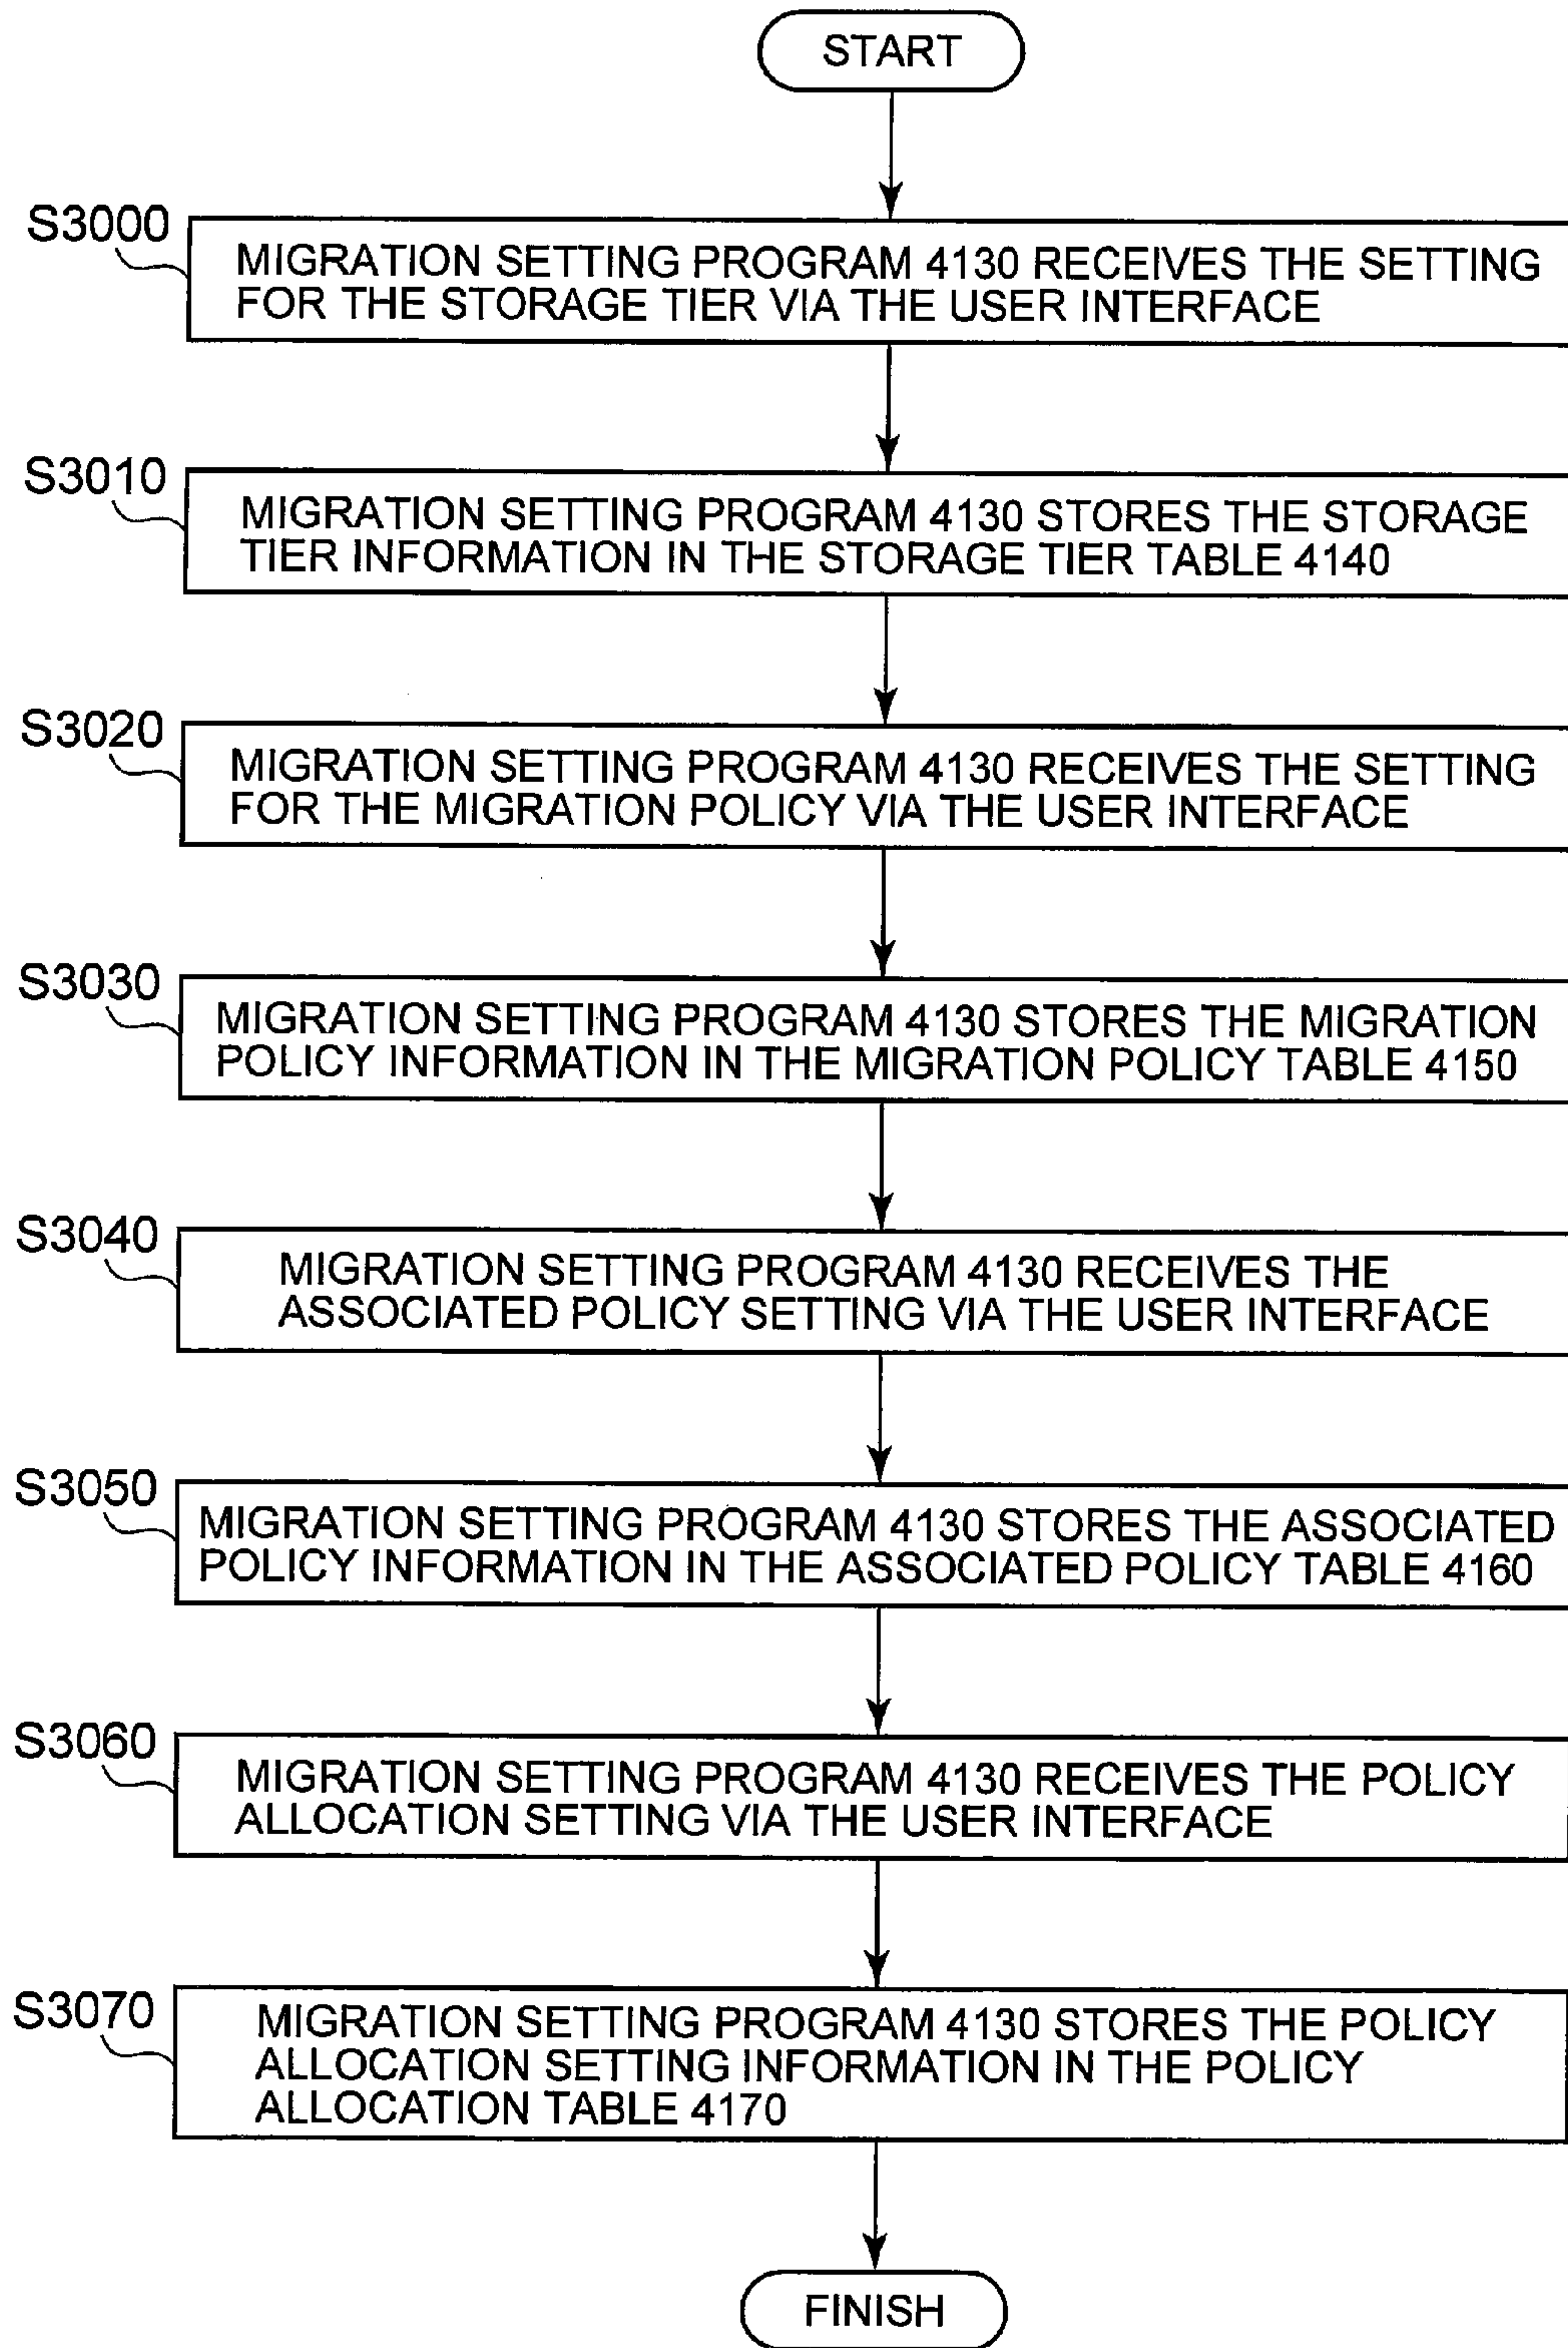 START
S3000
MIGRATION SETTING PROGRAM 4130 RECEIVES THE SETTING
FOR THE STORAGE TIER VIA THE USER INTERFACE
S3010
MIGRATION SETTING PROGRAM 4130 STORES THE STORAGE
TIER INFORMATION IN THE STORAGE TIER TABLE 4140
S3020
MIGRATION SETTING PROGRAM 4130 RECEIVES THE SETTING
FOR THE MIGRATION POLICY VIA THE USER INTERFACE
S3030
MIGRATION SETTING PROGRAM 4130 STORES THE MIGRATION
POLICY INFORMATION IN THE MIGRATION POLICY TABLE 4150
S3040
MIGRATION SETTING PROGRAM 4130 RECEIVES THE
ASSOCIATED POLICY SETTING VIA THE USER INTERFACE
S3050
MIGRATION SETTING PROGRAM 4130 STORES THE ASSOCIATED
POLICY INFORMATION IN THE ASSOCIATED POLICY TABLE 4160
S3060
MIGRATION SETTING PROGRAM 4130 RECEIVES THE POLICY
ALLOCATION SETTING VIA THE USER INTERFACE
S3070
MIGRATION SETTING PROGRAM 4130 STORES THE POLICY
ALLOCATION SETTING INFORMATION IN THE POLICY
ALLOCATION TABLE 4170
FINISH